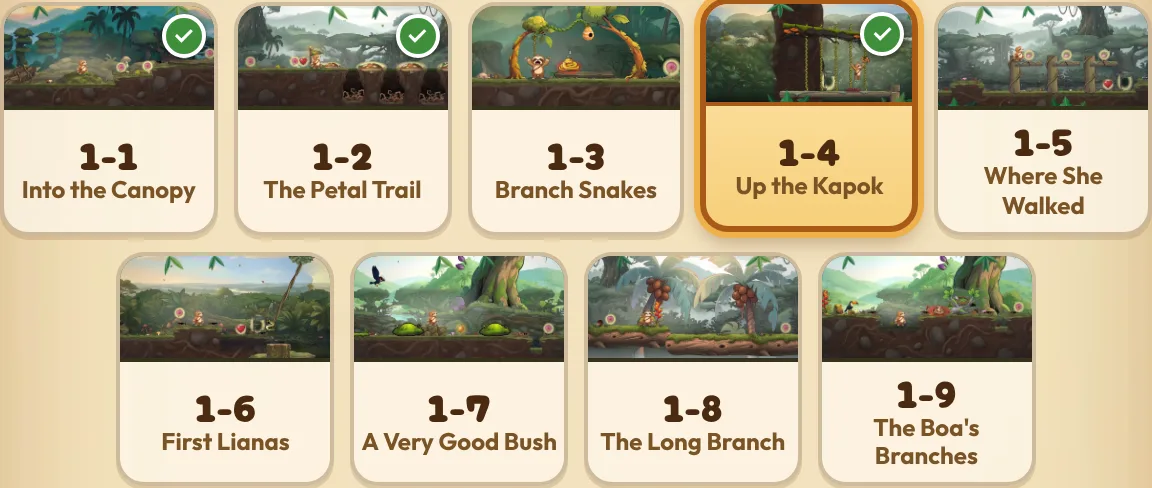 1-1
Into the Canopy
1-2
The Petal Trail
1-3
Branch Snakes
1-4
Up the Kapok
1-5
Where She
Walked
1-6
First Lianas
1-7
A Very Good Bush
1-8
The Long Branch
1-9
The Boa's
Branches